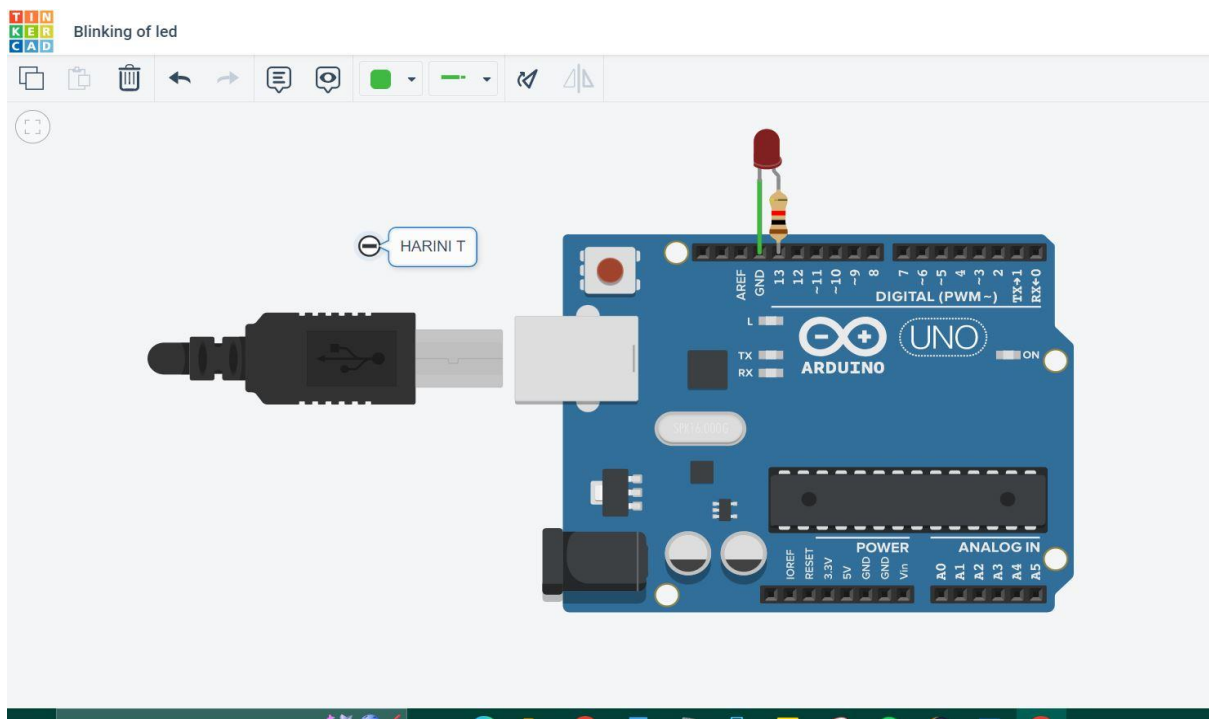 TIN
KER
CAD
Blinking of led
HARINI T
AREF
GND
13
12
~11
~10
~9
8
7
~6
~5
4
~3
2
TX→1
RX←0
DIGITAL (PWM~)
L
TX
RX
ARDUINO
UNO
ON
POWER
ANALOG IN
IOREF
RESET
3.3V
5V
GND
GND
Vin
A0
A1
A2
A3
A4
A5